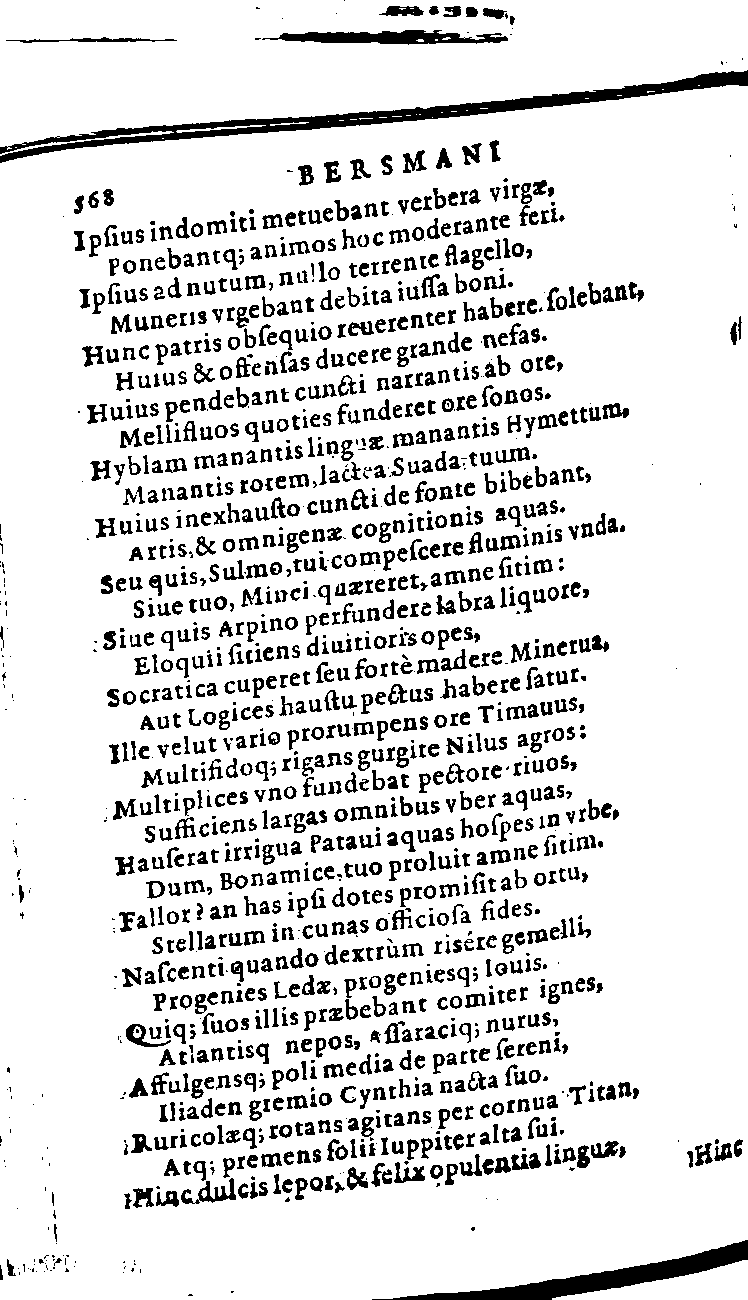 568 BERSMANI
Ipſius indomiti metuebant verbera virgæ,
Ponebantq; animos hoc moderante feri.
Ipſius ad nutum, nullo terrente flagello,
Muneris vrgebant debita iuſſa boni.
Hunc patris obſequio reuerenter habere ſolebant,
Huius & offenſas ducere grande nefas.
Huius pendebant cuncti narrantis ab ore,
Mellifluos quoties funderet ore ſonos.
Hyblam manantis linguæ manantis Hymettum,
Manantis rorem, lactea Suada, tuum.
Huius inexhauſto cuncti de fonte bibebant,
Artis, & omnigenæ cognitionis aquas.
Seu quis, Sulmo, tui compeſcere fluminis vnda.
Siue tuo, Minci quæreret, amne ſitim:
Siue quis Arpino perfundere labra liquore,
Eloquii ſitiens diuitioris opes,
Socratica cuperet ſeu fortè madere Minerua,
Aut Logices hauſtu pectus habere ſatur.
Ille velut vario prorumpens ore Timauus,
Multifidoq; rigans gurgite Nilus agros:
Multiplices vno fundebat pectore riuos,
Sufficiens largas omnibus vber aquas,
Hauſerat irrigua Pataui aquas hoſpes in vrbe,
Dum, Bonamice, tuo proluit amne ſitim.
Fallor? an has ipſi dotes promiſit ab ortu,
Stellarum in cunas officioſa fides.
Naſcenti quando dextrùm risére gemelli,
Progenies Ledæ, progeniesq; Iouis.
Quiq; ſuos illis præbebant comiter ignes,
Atlantisq nepos, Aſſaraciq; nurus,
Affulgensq; poli media de parte ſereni,
Iliaden gremio Cynthia nacta ſuo.
Ruricolæq; rotans agitans per cornua Titan,
Atq; premens ſolii Iuppiter alta ſui.
Hinc dulcis lepor, & felix opulentia linguæ,
Hinc